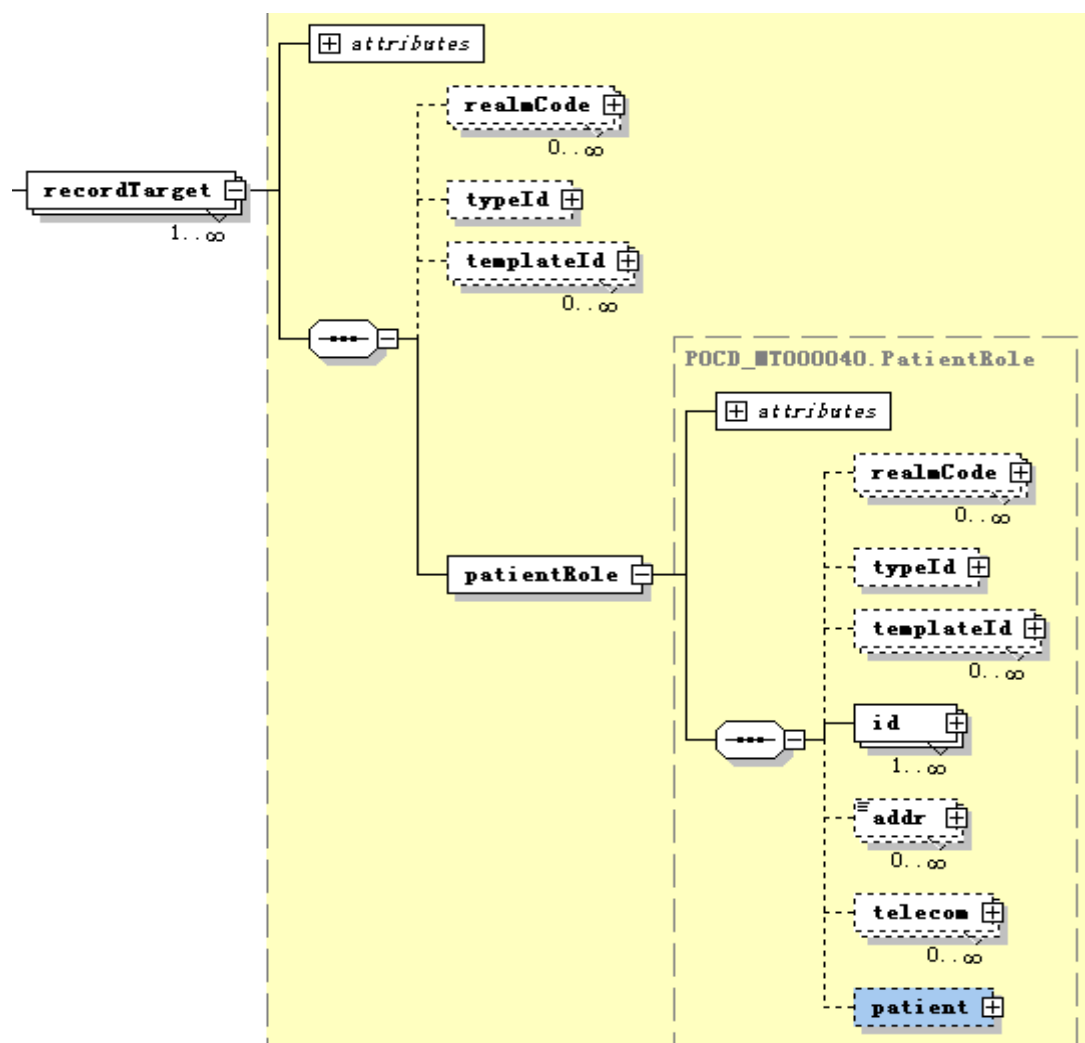 attributes
realmCode
0..∞
recordTarget
1..∞
typeId
templateId
0..∞
POCD_MT000040.PatientRole
attributes
realmCode
0..∞
patientRole
typeId
templateId
0..∞
id
1..∞
addr
0..∞
telecom
0..∞
patient